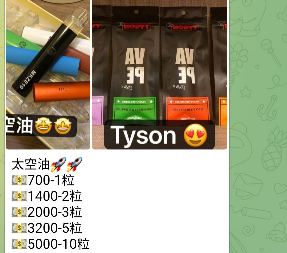 空油🤩🤩
VA
PE
VA
PE
Tyson 😍
太空油🚀🚀
💵700-1粒
💵1400-2粒
💵2000-3粒
💵3200-5粒
💵5000-10粒